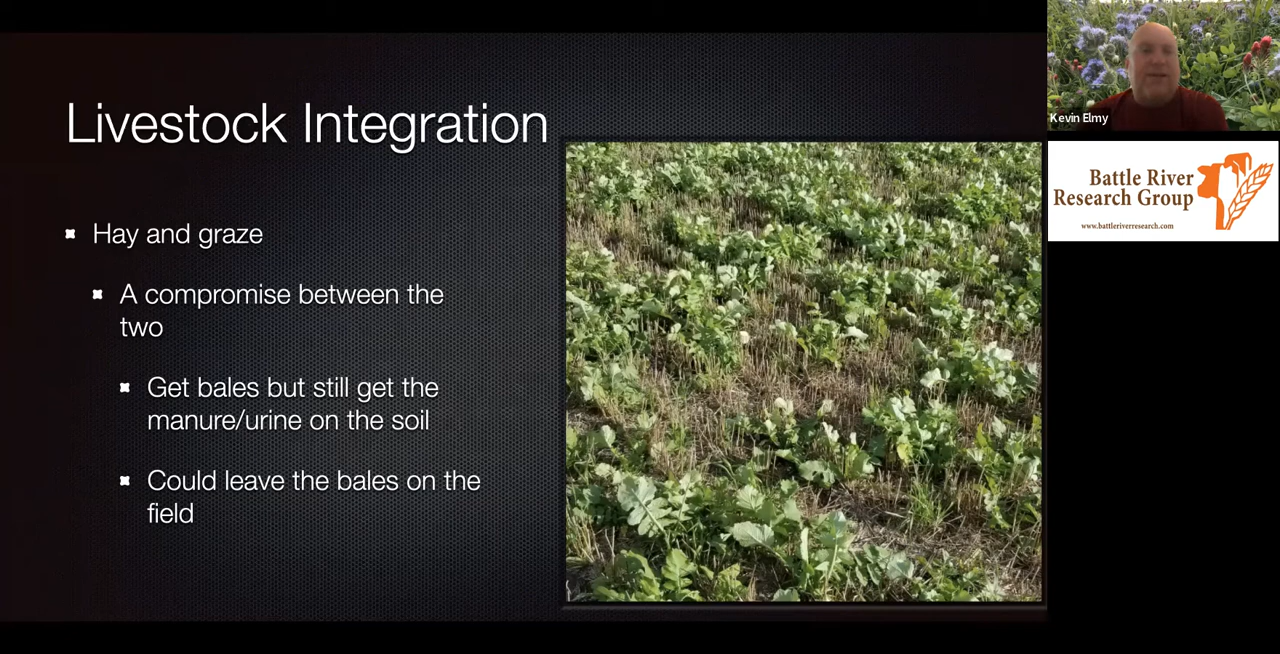 Livestock Integration
Hay and graze
A compromise between the
two
Get bales but still get the
manure/urine on the soil
Could leave the bales on the
field
Kevin Elmy
Battle River
Research Group
www.battleriverresearch.com